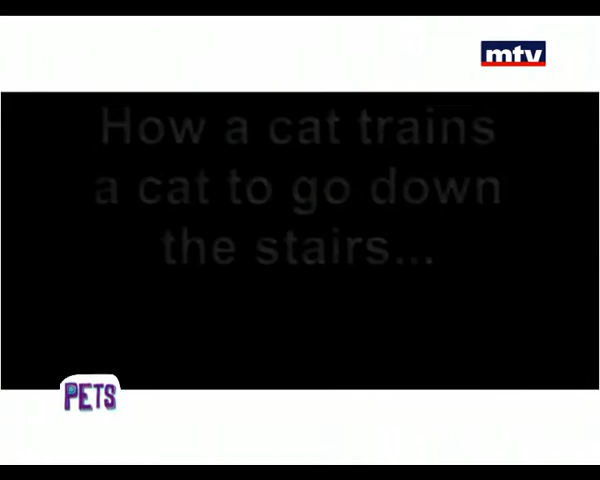 mtv
How a cat trains
a cat to go down
the stairs...
PETS